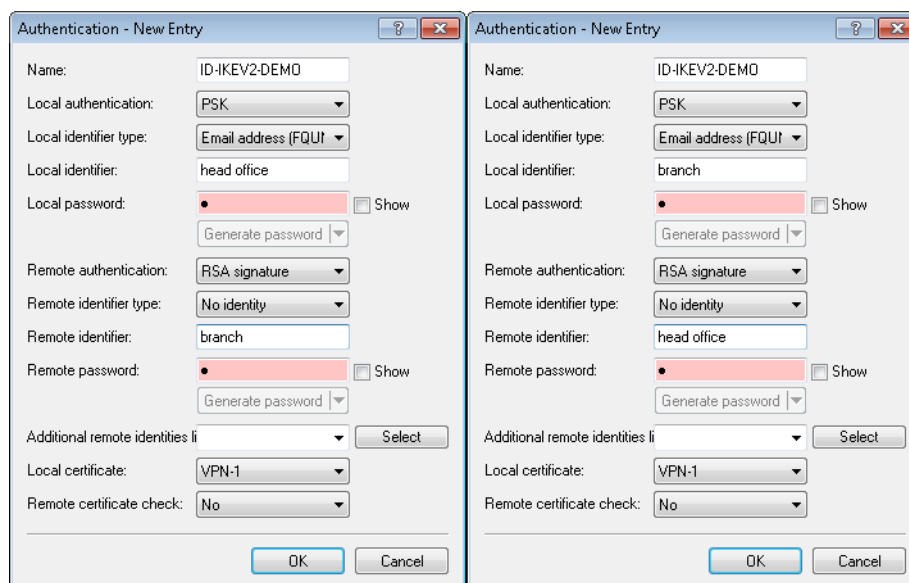 Authentication - New Entry
Name: ID-IKEV2-DEMO
Local authentication: PSK
Local identifier type: Email address (FQUI
Local identifier: head office
Local password: ● Show
Generate password
Remote authentication: RSA signature
Remote identifier type: No identity
Remote identifier: branch
Remote password: ● Show
Generate password
Additional remote identities li Select
Local certificate: VPN-1
Remote certificate check: No
OK Cancel
Authentication - New Entry
Name: ID-IKEV2-DEMO
Local authentication: PSK
Local identifier type: Email address (FQUI
Local identifier: branch
Local password: ● Show
Generate password
Remote authentication: RSA signature
Remote identifier type: No identity
Remote identifier: head office
Remote password: ● Show
Generate password
Additional remote identities li Select
Local certificate: VPN-1
Remote certificate check: No
OK Cancel